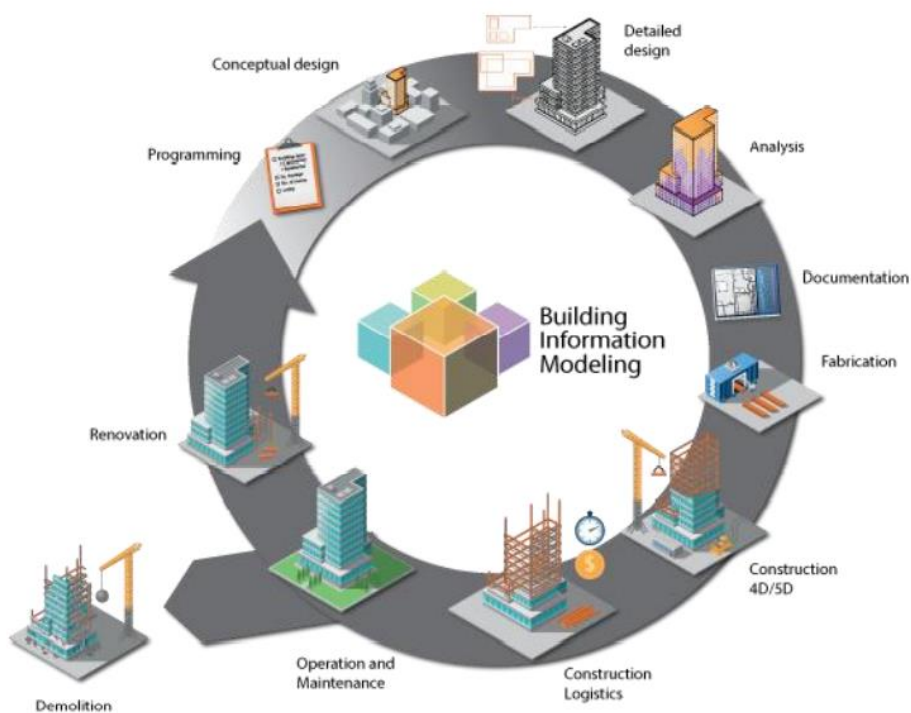 Conceptual design
Detailed
design
Programming
Analysis
Building
Information
Modeling
Documentation
Fabrication
Renovation
Construction
4D/5D
Operation and
Maintenance
Construction
Logistics
Demolition
$